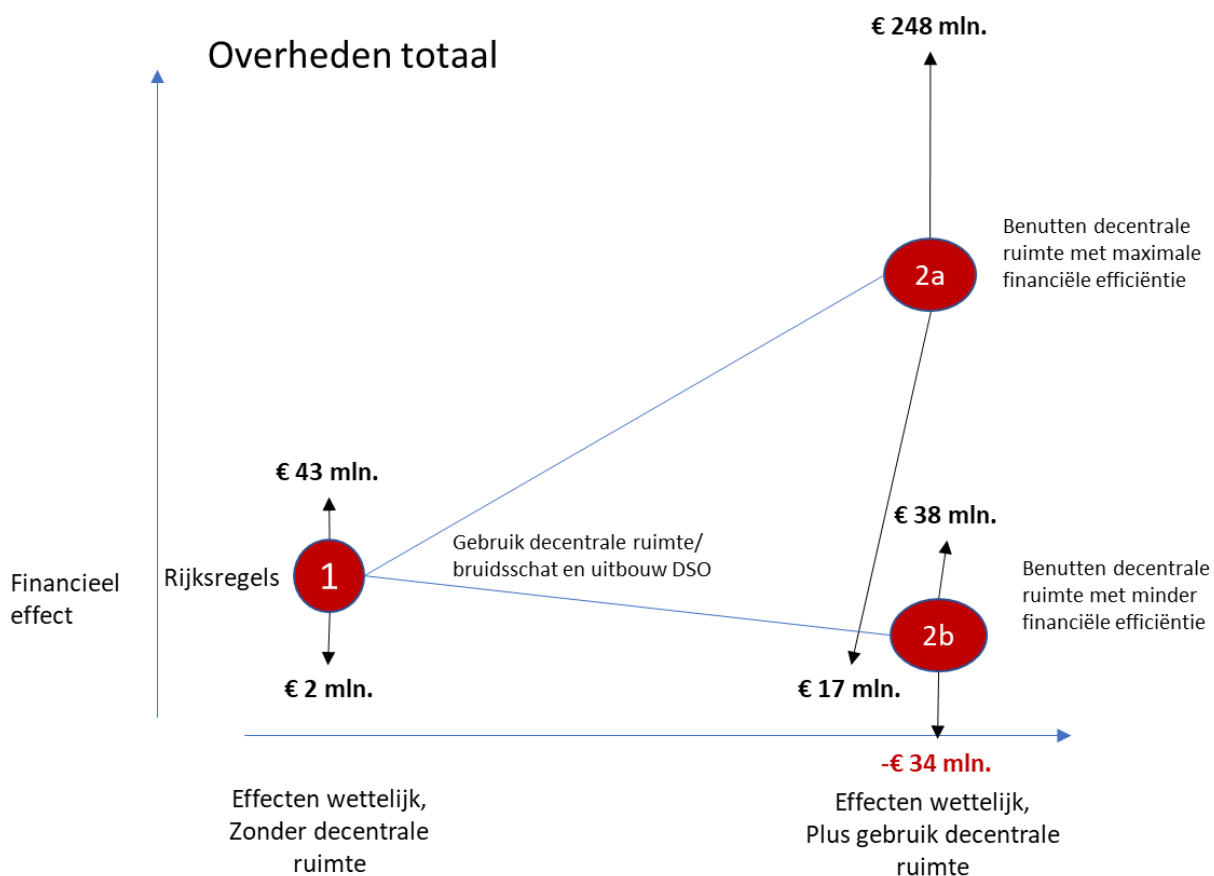 Overheden totaal
€ 248 mln.
Benutten decentrale
ruimte met maximale
financiële efficiëntie
2a
€ 43 mln.
Financieel
effect
Rijksregels
1
Gebruik decentrale ruimte/
bruidsschat en uitbouw DSO
€ 38 mln.
Benutten decentrale
ruimte met minder
financiële efficiëntie
2b
€ 2 mln.
€ 17 mln.
-€ 34 mln.
Effecten wettelijk,
Zonder decentrale
ruimte
Effecten wettelijk,
Plus gebruik decentrale
ruimte